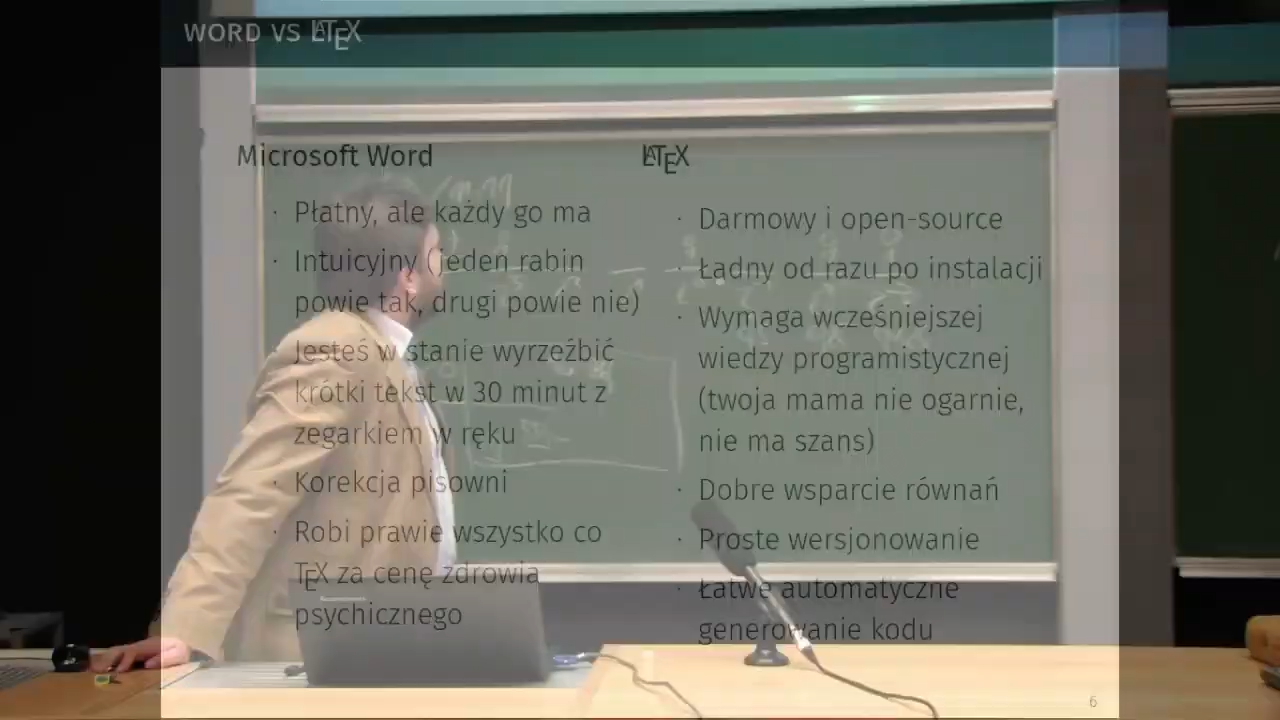 WORD VS LATEX
Microsoft Word
· Płatny, ale każdy go ma
· Intuicyjny (jeden rabin
powie tak, drugi powie nie)
Jesteś w stanie wyrzeźbić
krótki tekst w 30 minut z
zegarkiem w ręku
· Korekcja pisowni
· Robi prawie wszystko co
TEX za cenę zdrowia
psychicznego
LATEX
· Darmowy i open-source
· Ładny od razu po instalacji
· Wymaga wcześniejszej
wiedzy programistycznej
(twoja mama nie ogarnie,
nie ma szans)
· Dobre wsparcie równań
· Proste wersjonowanie
· Łatwe automatyczne
generowanie kodu
6